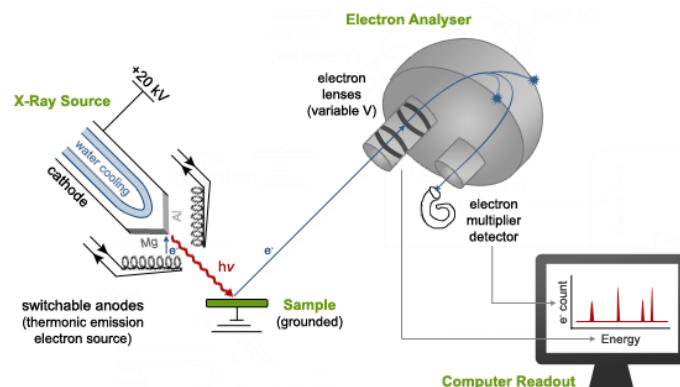 Electron Analyser
+20 kV
X-Ray Source
electron
lenses
(variable V)
water cooling
cathode
Al
Mg
e-
hν
e-
electron
multiplier
detector
switchable anodes
(thermonic emission
electron source)
Sample
(grounded)
e- count
Energy
Computer Readout